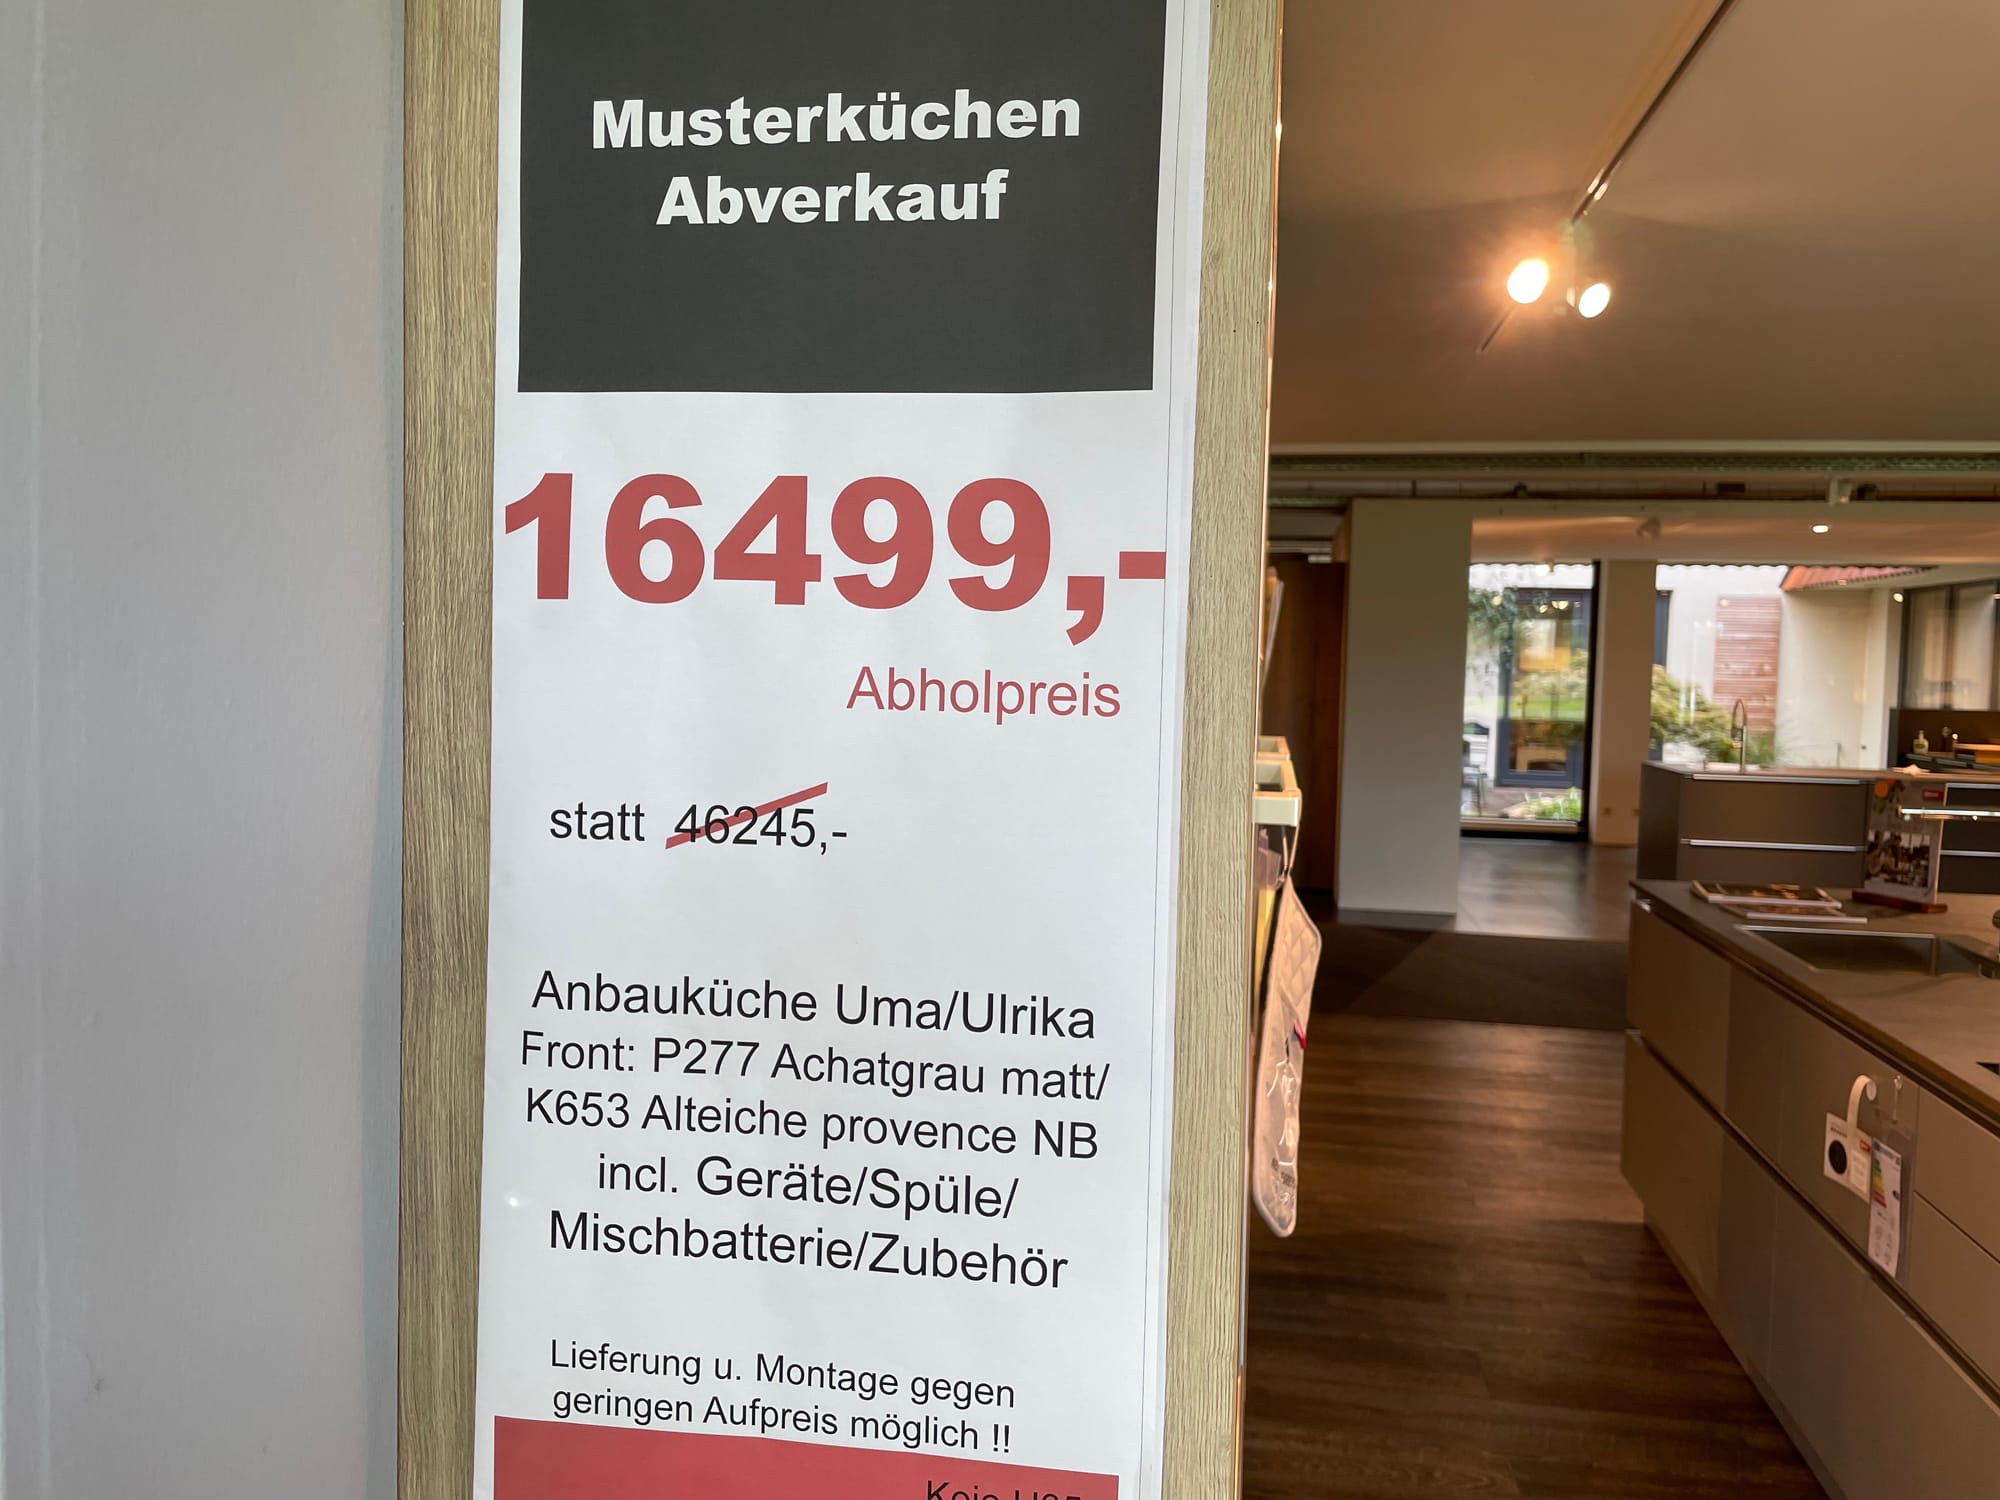 Musterküchen
Abverkauf
16499,-
Abholpreis
statt 46245,-
Anbauküche Uma/Ulrika
Front: P277 Achatgrau matt/
K653 Alteiche provence NB
incl. Geräte/Spüle/
Mischbatterie/Zubehör
Lieferung u. Montage gegen
geringen Aufpreis möglich !!